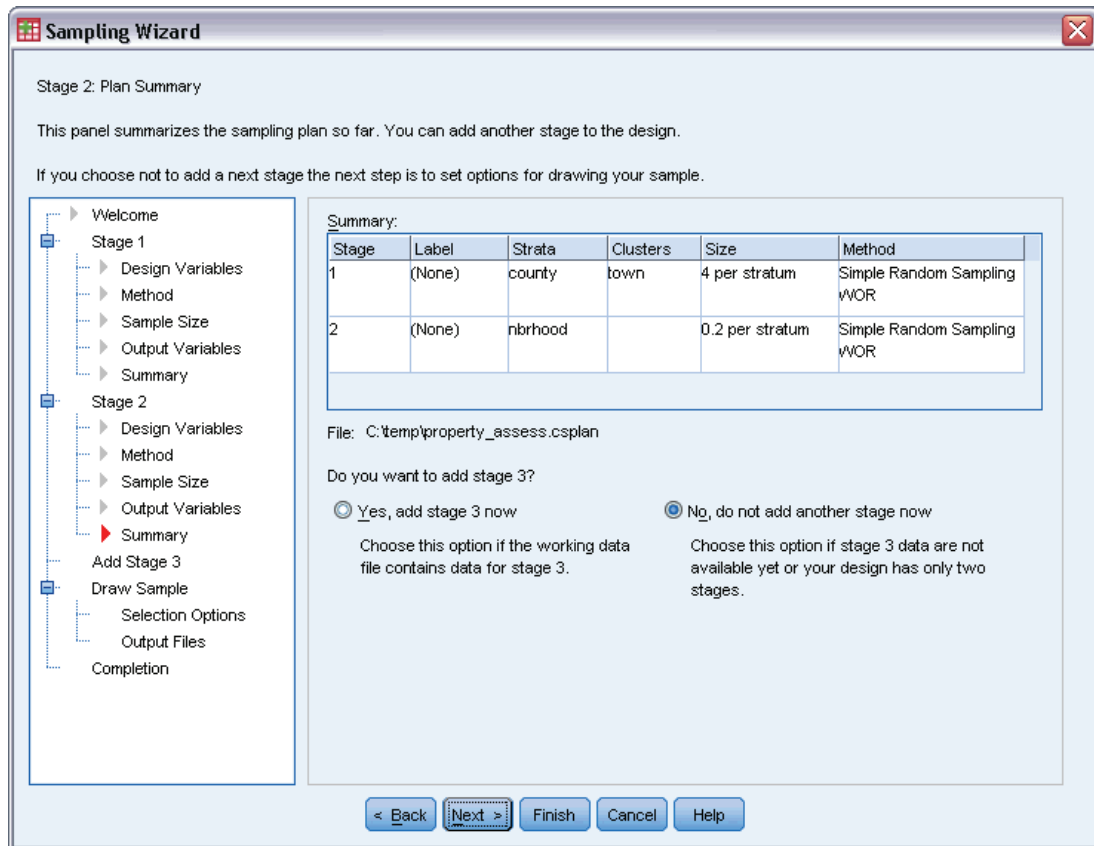 Sampling Wizard
Stage 2: Plan Summary
This panel summarizes the sampling plan so far. You can add another stage to the design.
If you choose not to add a next stage the next step is to set options for drawing your sample.
Welcome
Stage 1
Design Variables
Method
Sample Size
Output Variables
Summary
Stage 2
Design Variables
Method
Sample Size
Output Variables
Summary
Add Stage 3
Draw Sample
Selection Options
Output Files
Completion
Summary:
Stage Label Strata Clusters Size Method
1 (None) county town 4 per stratum Simple Random Sampling
WOR
2 (None) nbrhood 0.2 per stratum Simple Random Sampling
WOR
File: C:\temp\property_assess.csplan
Do you want to add stage 3?
Yes, add stage 3 now
Choose this option if the working data
file contains data for stage 3.
No, do not add another stage now
Choose this option if stage 3 data are not
available yet or your design has only two
stages.
< Back Next > Finish Cancel Help